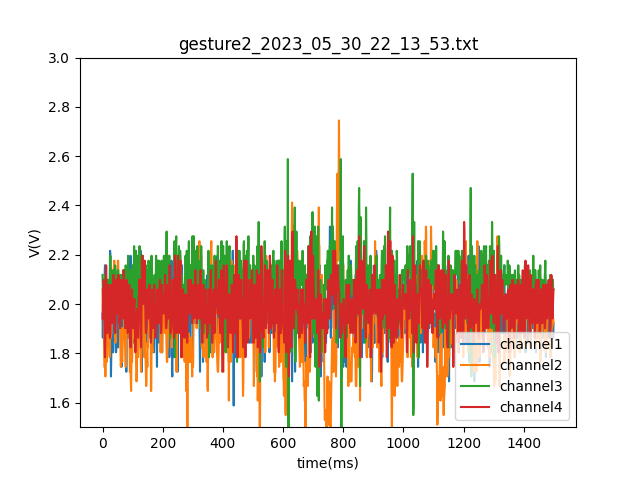 gesture2_2023_05_30_22_13_53.txt
3.0
2.8
2.6
2.4
2.2
2.0
1.8
1.6
V(V)
0 200 400 600 800 1000 1200 1400
time(ms)
channel1
channel2
channel3
channel4